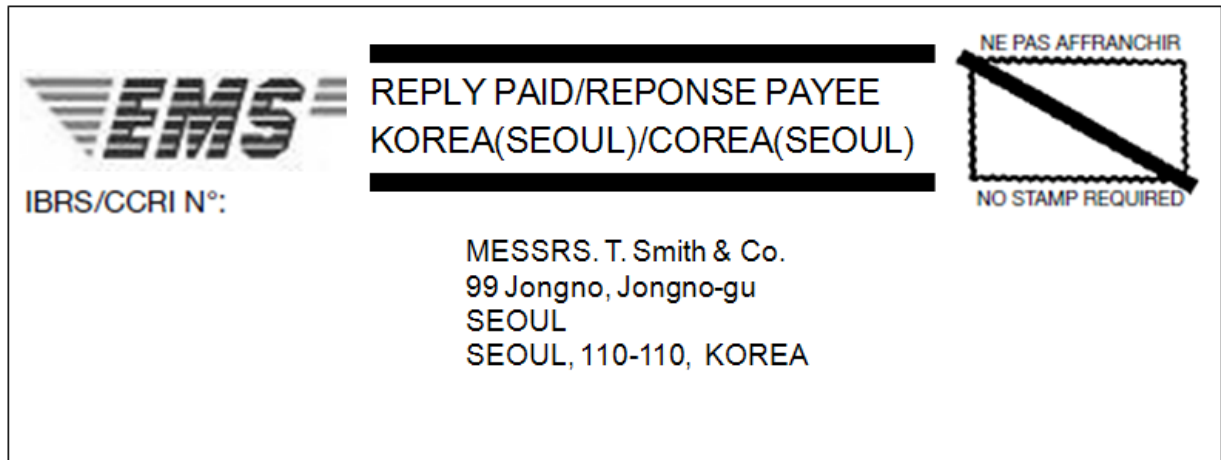 EMS
IBRS/CCRI N°:
REPLY PAID/REPONSE PAYEE
KOREA(SEOUL)/COREA(SEOUL)
NE PAS AFFRANCHIR
NO STAMP REQUIRED
MESSRS. T. Smith & Co.
99 Jongno, Jongno-gu
SEOUL
SEOUL, 110-110, KOREA